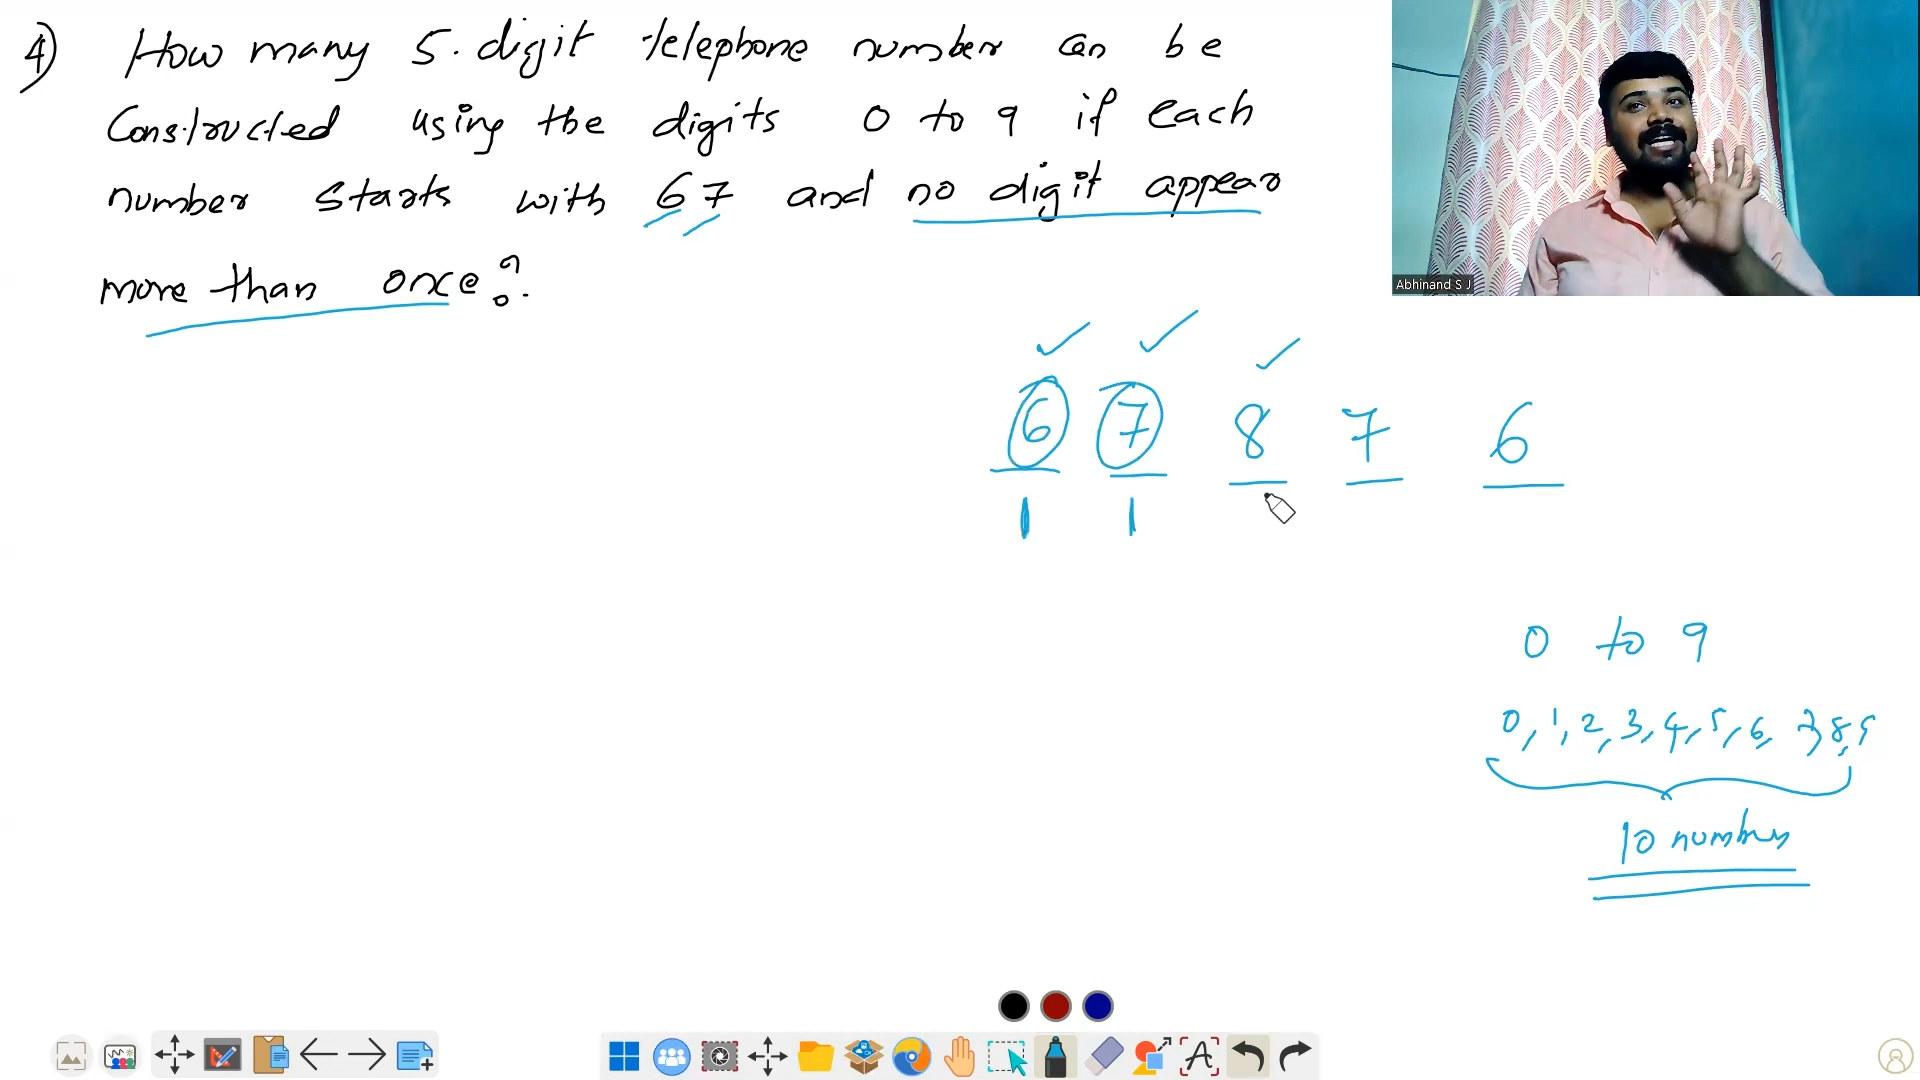 4) How many 5. digit telephone number can be
Constructed using the digits 0 to 9 if each
number starts with 67 and no digit appear
more than once?
Abhinand S J
6 7 8 7 6
1 1
0 to 9
0, 1, 2, 3, 4, 5, 6, 7, 8, 9
10 numbers